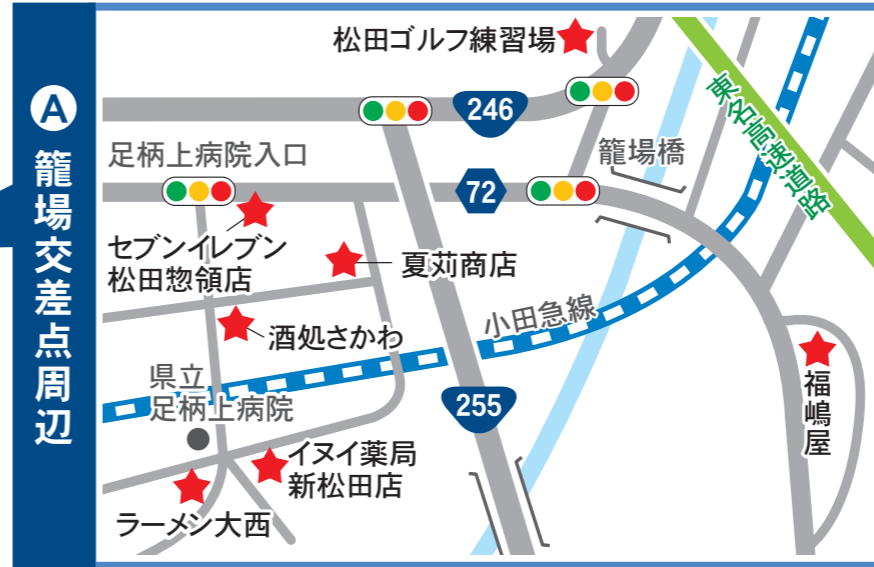 A
籠場交差点周辺
松田ゴルフ練習場
246
東名高速道路
足柄上病院入口
籠場橋
72
セブンイレブン
松田惣領店
夏苅商店
小田急線
酒処さかわ
県立
足柄上病院
255
福嶋屋
イヌイ薬局
新松田店
ラーメン大西